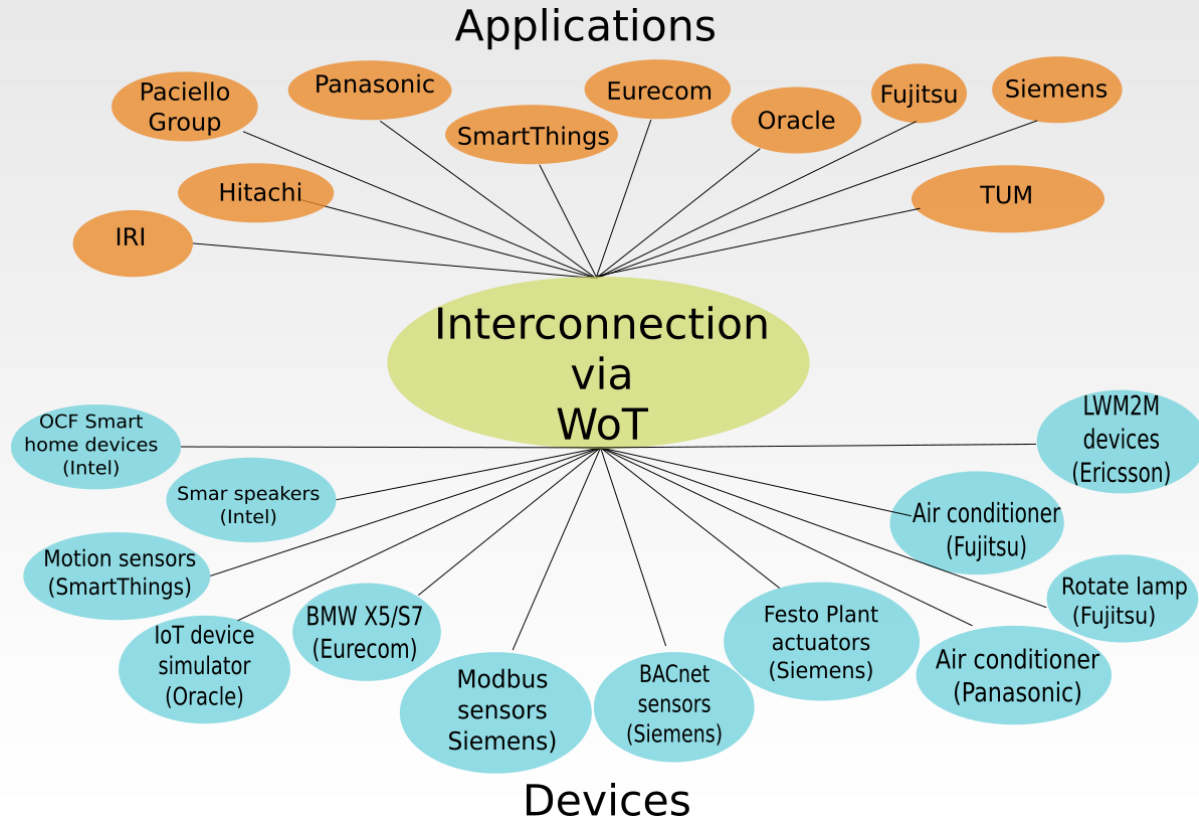 Applications
Paciello
Group
Panasonic
SmartThings
Eurecom
Oracle
Fujitsu
Siemens
Hitachi
TUM
IRI
Interconnection
via
WoT
OCF Smart
home devices
(Intel)
LWM2M
devices
(Ericsson)
Smar speakers
(Intel)
Air conditioner
(Fujitsu)
Motion sensors
(SmartThings)
Rotate lamp
(Fujitsu)
IoT device
simulator
(Oracle)
BMW X5/S7
(Eurecom)
Modbus
sensors
Siemens)
BACnet
sensors
(Siemens)
Festo Plant
actuators
(Siemens)
Air conditioner
(Panasonic)
Devices